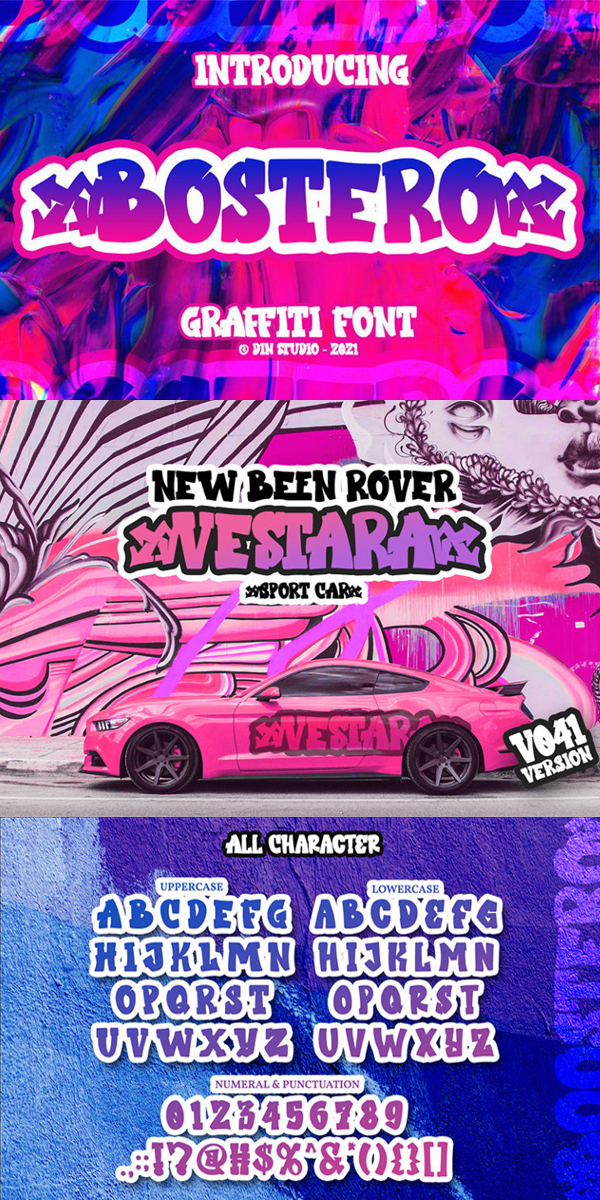 INTRODUCING
BOSTERO
GRAFFITI FONT
© DIN STUDIO - 2021
NEW BEEN ROVER
VESTARA
SPORT CAR
VESTARA
VO41
VERSION
ALL CHARACTER
UPPERCASE
ABCDEFG
HIJKLMN
OPQRST
UVWXYZ
LOWERCASE
ABCDEFG
HIJKLMN
OPQRST
UVWXYZ
NUMERAL & PUNCTUATION
0123456789
.,:;!?@#$%^&*(){}[]
BOSTERO